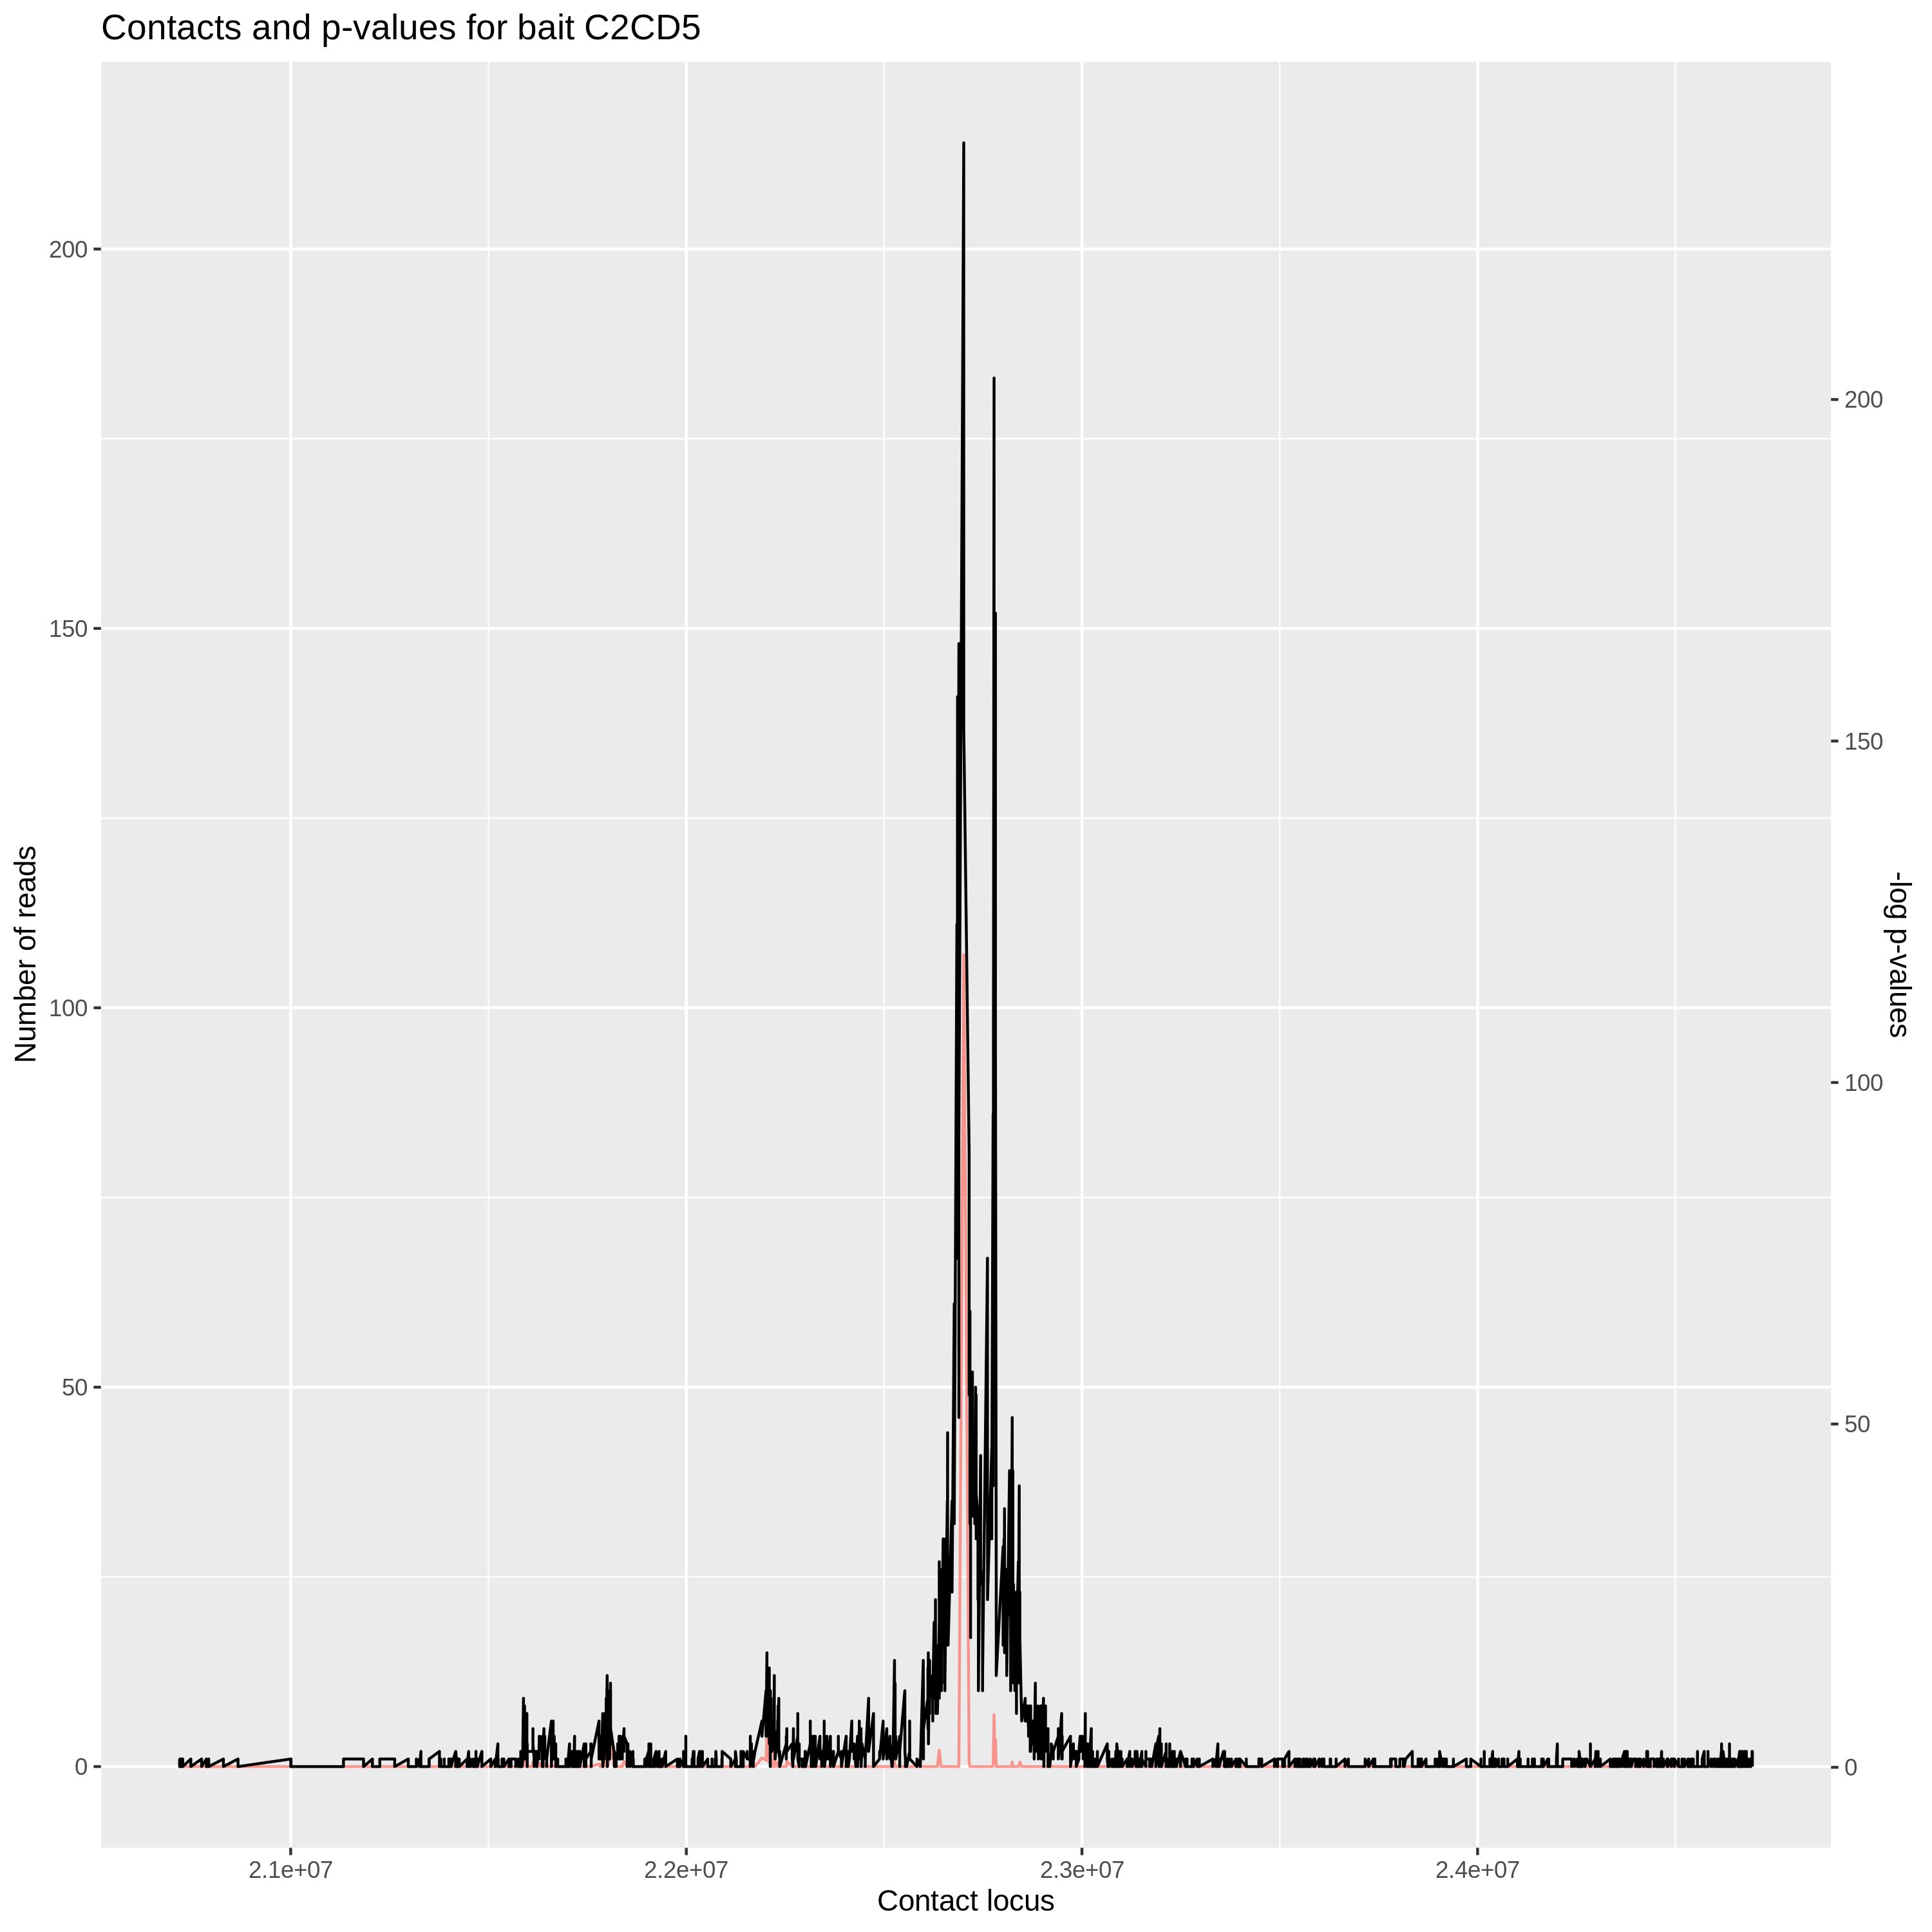 Contacts and p-values for bait C2CD5
200
150
100
50
0
Number of reads
200
150
100
50
0
-log p-values
2.1e+07 2.2e+07 2.3e+07 2.4e+07
Contact locus